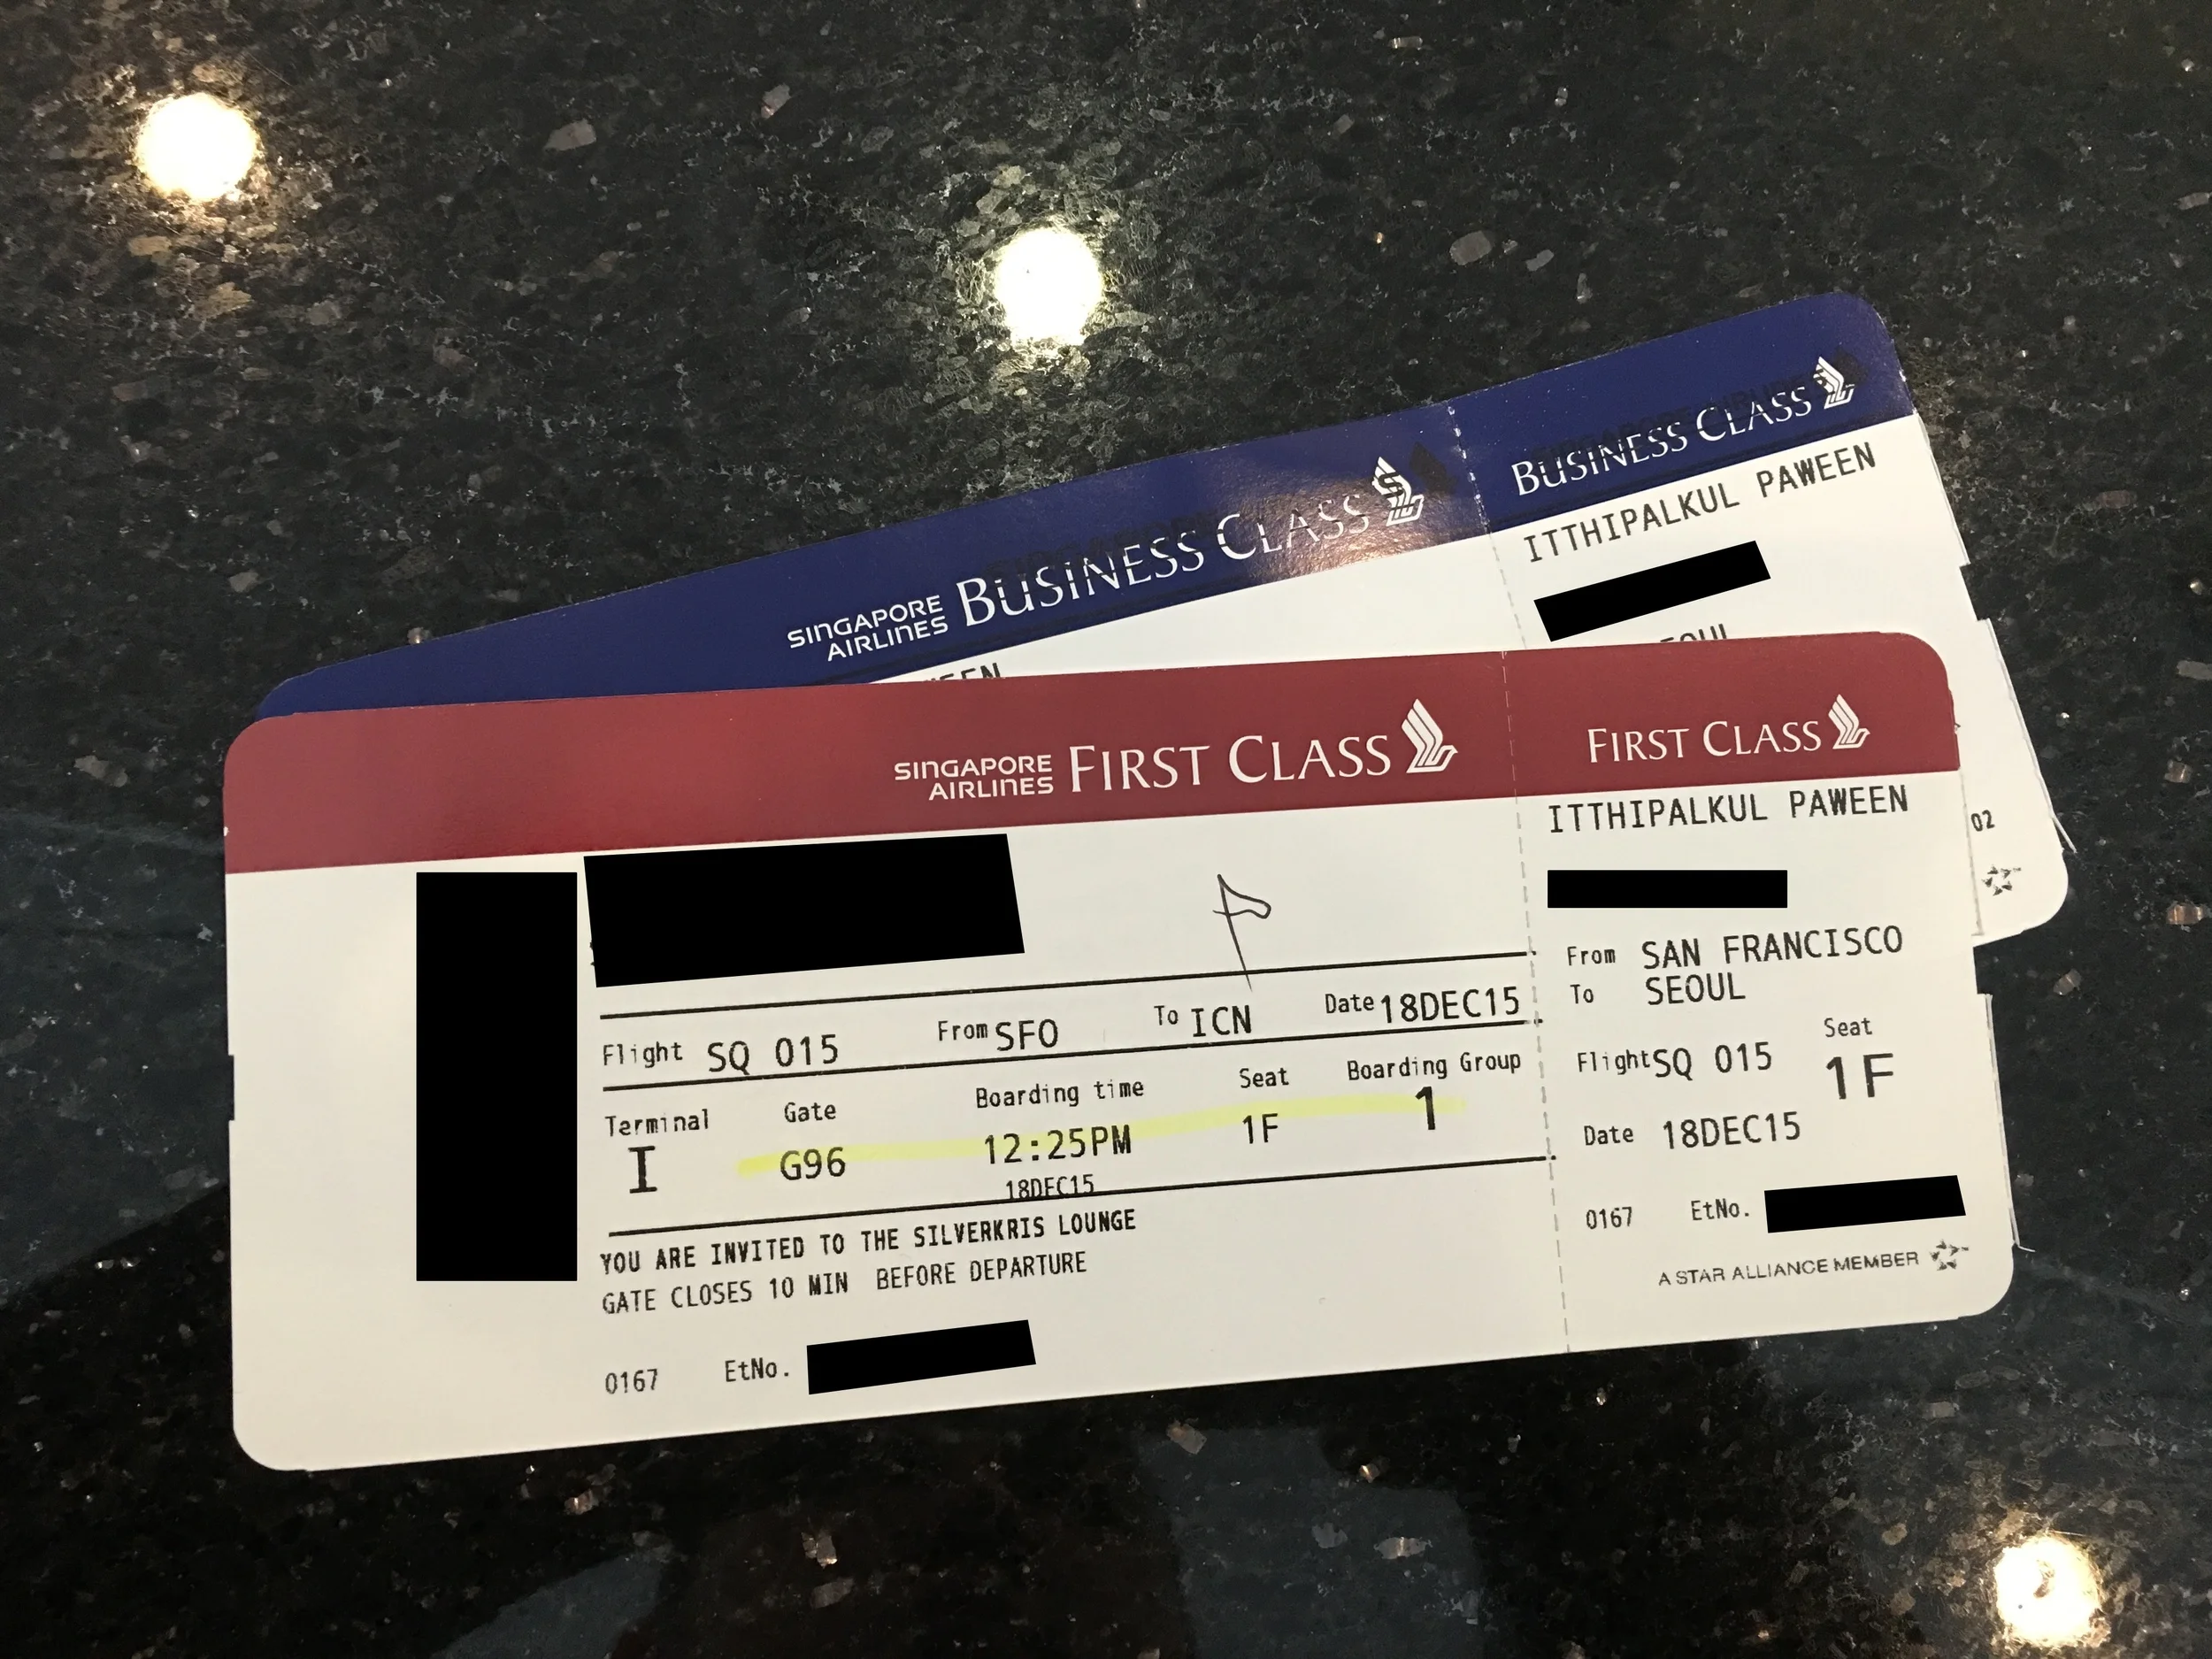 SINGAPORE AIRLINES BUSINESS CLASS
BUSINESS CLASS
ITTHIPALKUL PAWEEN
02
SINGAPORE AIRLINES FIRST CLASS
Flight SQ 015 From SFO To ICN Date 18DEC15
Terminal Gate Boarding time Seat Boarding Group
I G96 12:25PM 1F 1
18DEC15
YOU ARE INVITED TO THE SILVERKRIS LOUNGE
GATE CLOSES 10 MIN BEFORE DEPARTURE
0167 EtNo.
FIRST CLASS
ITTHIPALKUL PAWEEN
From SAN FRANCISCO
To SEOUL
Seat
Flight SQ 015 1F
Date 18DEC15
0167 EtNo.
A STAR ALLIANCE MEMBER